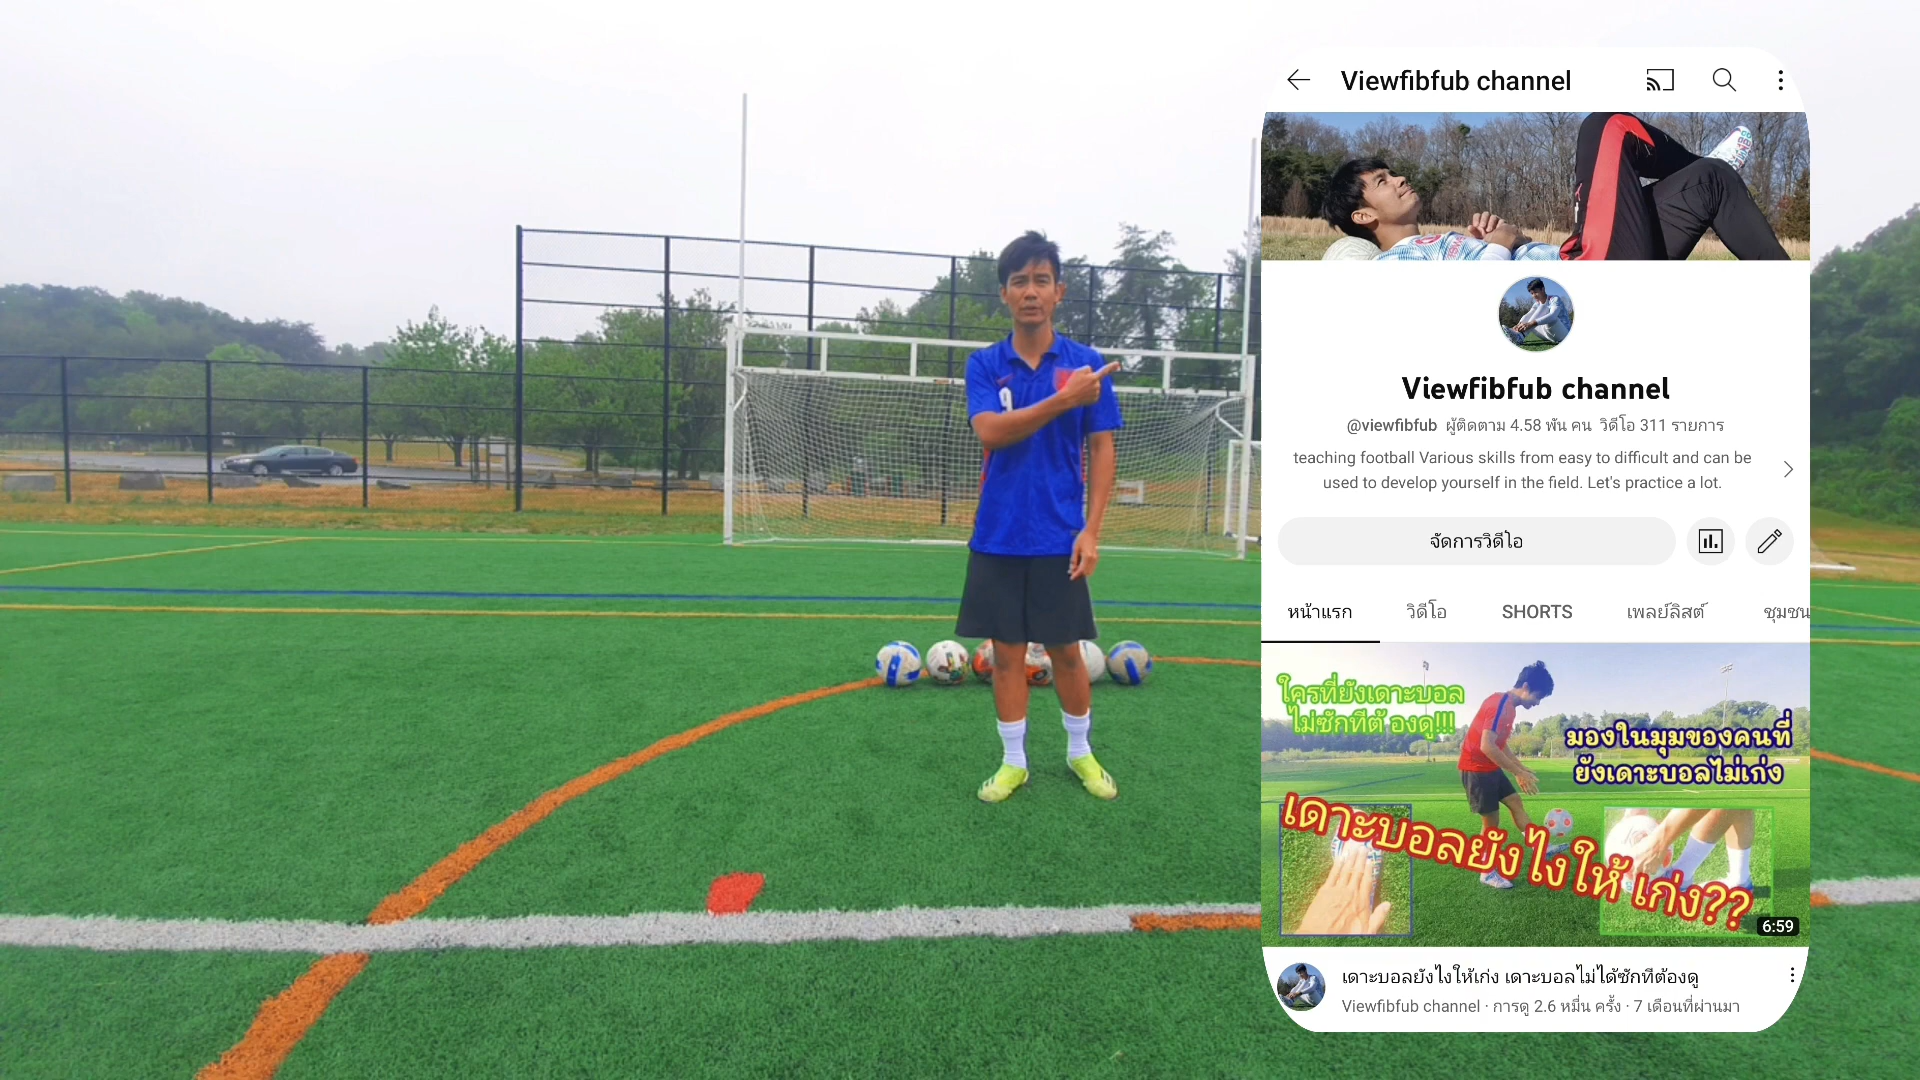 Viewfibfub channel
Viewfibfub channel
@viewfibfub ผู้ติดตาม 4.58 พัน คน วิดีโอ 311 รายการ
teaching football Various skills from easy to difficult and can be
used to develop yourself in the field. Let's practice a lot.
จัดการวิดีโอ
หน้าแรก วิดีโอ SHORTS เพลย์ลิสต์ ชุมชน
ใครที่ยังเดาะบอล
ไม่ซักทีต้ องดู!!!
มองในมุมของคนที่
ยังเดาะบอลไม่เก่ง
เดาะบอลยังไงให้ เก่ง??
6:59
เดาะบอลยังไงให้เก่ง เดาะบอลไม่ได้ซักทีต้องดู
Viewfibfub channel · การดู 2.6 หมื่น ครั้ง · 7 เดือนที่ผ่านมา
9